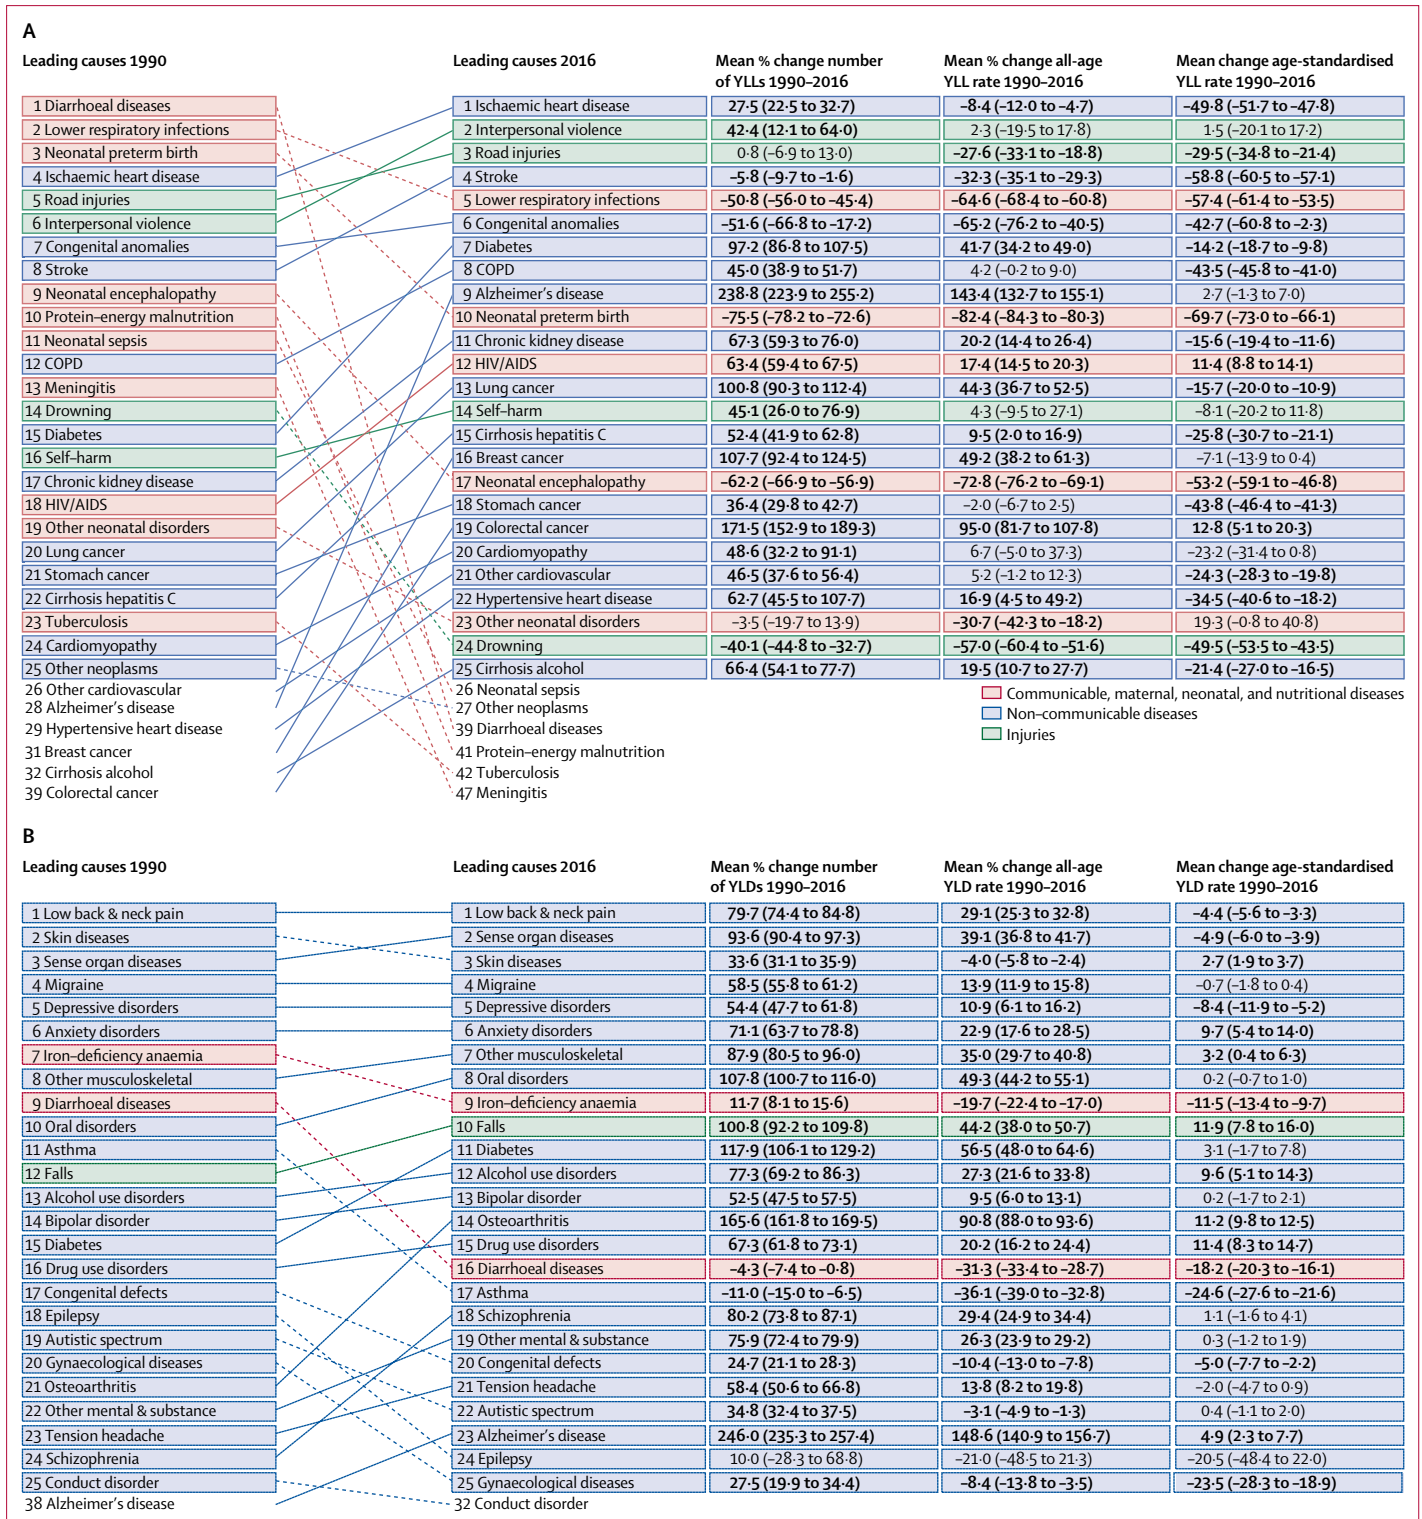 A
Leading causes 1990
Leading causes 2016
Mean % change number
of YLLs 1990–2016
Mean % change all-age
YLL rate 1990–2016
Mean change age-standardised
YLL rate 1990–2016
1 Diarrhoeal diseases
1 Ischaemic heart disease
27·5 (22·5 to 32·7)
–8·4 (–12·0 to –4·7)
–49·8 (–51·7 to –47·8)
2 Lower respiratory infections
2 Interpersonal violence
42·4 (12·1 to 64·0)
2·3 (–19·5 to 17·8)
1·5 (–20·1 to 17·2)
3 Neonatal preterm birth
3 Road injuries
0·8 (–6·9 to 13·0)
–27·6 (–33·1 to –18·8)
–29·5 (–34·8 to –21·4)
4 Ischaemic heart disease
4 Stroke
–5·8 (–9·7 to –1·6)
–32·3 (–35·1 to –29·3)
–58·8 (–60·5 to –57·1)
5 Road injuries
5 Lower respiratory infections
–50·8 (–56·0 to –45·4)
–64·6 (–68·4 to –60·8)
–57·4 (–61·4 to –53·5)
6 Interpersonal violence
6 Congenital anomalies
–51·6 (–66·8 to –17·2)
–65·2 (–76·2 to –40·5)
–42·7 (–60·8 to –2·3)
7 Congenital anomalies
7 Diabetes
97·2 (86·8 to 107·5)
41·7 (34·2 to 49·0)
–14·2 (–18·7 to –9·8)
8 Stroke
8 COPD
45·0 (38·9 to 51·7)
4·2 (–0·2 to 9·0)
–43·5 (–45·8 to –41·0)
9 Neonatal encephalopathy
9 Alzheimer's disease
238·8 (223·9 to 255·2)
143·4 (132·7 to 155·1)
2·7 (–1·3 to 7·0)
10 Protein–energy malnutrition
10 Neonatal preterm birth
–75·5 (–78·2 to –72·6)
–82·4 (–84·3 to –80·3)
–69·7 (–73·0 to –66·1)
11 Neonatal sepsis
11 Chronic kidney disease
67·3 (59·3 to 76·0)
20·2 (14·4 to 26·4)
–15·6 (–19·4 to –11·6)
12 COPD
12 HIV/AIDS
63·4 (59·4 to 67·5)
17·4 (14·5 to 20·3)
11·4 (8·8 to 14·1)
13 Meningitis
13 Lung cancer
100·8 (90·3 to 112·4)
44·3 (36·7 to 52·5)
–15·7 (–20·0 to –10·9)
14 Drowning
14 Self–harm
45·1 (26·0 to 76·9)
4·3 (–9·5 to 27·1)
–8·1 (–20·2 to 11·8)
15 Diabetes
15 Cirrhosis hepatitis C
52·4 (41·9 to 62·8)
9·5 (2·0 to 16·9)
–25·8 (–30·7 to –21·1)
16 Self–harm
16 Breast cancer
107·7 (92·4 to 124·5)
49·2 (38·2 to 61·3)
–7·1 (–13·9 to 0·4)
17 Chronic kidney disease
17 Neonatal encephalopathy
–62·2 (–66·9 to –56·9)
–72·8 (–76·2 to –69·1)
–53·2 (–59·1 to –46·8)
18 HIV/AIDS
18 Stomach cancer
36·4 (29·8 to 42·7)
–2·0 (–6·7 to 2·5)
–43·8 (–46·4 to –41·3)
19 Other neonatal disorders
19 Colorectal cancer
171·5 (152·9 to 189·3)
95·0 (81·7 to 107·8)
12·8 (5·1 to 20·3)
20 Lung cancer
20 Cardiomyopathy
48·6 (32·2 to 91·1)
6·7 (–5·0 to 37·3)
–23·2 (–31·4 to 0·8)
21 Stomach cancer
21 Other cardiovascular
46·5 (37·6 to 56·4)
5·2 (–1·2 to 12·3)
–24·3 (–28·3 to –19·8)
22 Cirrhosis hepatitis C
22 Hypertensive heart disease
62·7 (45·5 to 107·7)
16·9 (4·5 to 49·2)
–34·5 (–40·6 to –18·2)
23 Tuberculosis
23 Other neonatal disorders
–3·5 (–19·7 to 13·9)
–30·7 (–42·3 to –18·2)
19·3 (–0·8 to 40·8)
24 Cardiomyopathy
24 Drowning
–40·1 (–44·8 to –32·7)
–57·0 (–60·4 to –51·6)
–49·5 (–53·5 to –43·5)
25 Other neoplasms
25 Cirrhosis alcohol
66·4 (54·1 to 77·7)
19·5 (10·7 to 27·7)
–21·4 (–27·0 to –16·5)
26 Other cardiovascular
26 Neonatal sepsis
28 Alzheimer's disease
27 Other neoplasms
29 Hypertensive heart disease
39 Diarrhoeal diseases
31 Breast cancer
41 Protein–energy malnutrition
32 Cirrhosis alcohol
42 Tuberculosis
39 Colorectal cancer
47 Meningitis
Communicable, maternal, neonatal, and nutritional diseases
Non–communicable diseases
Injuries
B
Leading causes 1990
Leading causes 2016
Mean % change number
of YLDs 1990–2016
Mean % change all-age
YLD rate 1990–2016
Mean change age-standardised
YLD rate 1990–2016
1 Low back & neck pain
1 Low back & neck pain
79·7 (74·4 to 84·8)
29·1 (25·3 to 32·8)
–4·4 (–5·6 to –3·3)
2 Skin diseases
2 Sense organ diseases
93·6 (90·4 to 97·3)
39·1 (36·8 to 41·7)
–4·9 (–6·0 to –3·9)
3 Sense organ diseases
3 Skin diseases
33·6 (31·1 to 35·9)
–4·0 (–5·8 to –2·4)
2·7 (1·9 to 3·7)
4 Migraine
4 Migraine
58·5 (55·8 to 61·2)
13·9 (11·9 to 15·8)
–0·7 (–1·8 to 0·4)
5 Depressive disorders
5 Depressive disorders
54·4 (47·7 to 61·8)
10·9 (6·1 to 16·2)
–8·4 (–11·9 to –5·2)
6 Anxiety disorders
6 Anxiety disorders
71·1 (63·7 to 78·8)
22·9 (17·6 to 28·5)
9·7 (5·4 to 14·0)
7 Iron–deficiency anaemia
7 Other musculoskeletal
87·9 (80·5 to 96·0)
35·0 (29·7 to 40·8)
3·2 (0·4 to 6·3)
8 Other musculoskeletal
8 Oral disorders
107·8 (100·7 to 116·0)
49·3 (44·2 to 55·1)
0·2 (–0·7 to 1·0)
9 Diarrhoeal diseases
9 Iron–deficiency anaemia
11·7 (8·1 to 15·6)
–19·7 (–22·4 to –17·0)
–11·5 (–13·4 to –9·7)
10 Oral disorders
10 Falls
100·8 (92·2 to 109·8)
44·2 (38·0 to 50·7)
11·9 (7·8 to 16·0)
11 Asthma
11 Diabetes
117·9 (106·1 to 129·2)
56·5 (48·0 to 64·6)
3·1 (–1·7 to 7·8)
12 Falls
12 Alcohol use disorders
77·3 (69·2 to 86·3)
27·3 (21·6 to 33·8)
9·6 (5·1 to 14·3)
13 Alcohol use disorders
13 Bipolar disorder
52·5 (47·5 to 57·5)
9·5 (6·0 to 13·1)
0·2 (–1·7 to 2·1)
14 Bipolar disorder
14 Osteoarthritis
165·6 (161·8 to 169·5)
90·8 (88·0 to 93·6)
11·2 (9·8 to 12·5)
15 Diabetes
15 Drug use disorders
67·3 (61·8 to 73·1)
20·2 (16·2 to 24·4)
11·4 (8·3 to 14·7)
16 Drug use disorders
16 Diarrhoeal diseases
–4·3 (–7·4 to –0·8)
–31·3 (–33·4 to –28·7)
–18·2 (–20·3 to –16·1)
17 Congenital defects
17 Asthma
–11·0 (–15·0 to –6·5)
–36·1 (–39·0 to –32·8)
–24·6 (–27·6 to –21·6)
18 Epilepsy
18 Schizophrenia
80·2 (73·8 to 87·1)
29·4 (24·9 to 34·4)
1·1 (–1·6 to 4·1)
19 Autistic spectrum
19 Other mental & substance
75·9 (72·4 to 79·9)
26·3 (23·9 to 29·2)
0·3 (–1·2 to 1·9)
20 Gynaecological diseases
20 Congenital defects
24·7 (21·1 to 28·3)
–10·4 (–13·0 to –7·8)
–5·0 (–7·7 to –2·2)
21 Osteoarthritis
21 Tension headache
58·4 (50·6 to 66·8)
13·8 (8·2 to 19·8)
–2·0 (–4·7 to 0·9)
22 Other mental & substance
22 Autistic spectrum
34·8 (32·4 to 37·5)
–3·1 (–4·9 to –1·3)
0·4 (–1·1 to 2·0)
23 Tension headache
23 Alzheimer's disease
246·0 (235·3 to 257·4)
148·6 (140·9 to 156·7)
4·9 (2·3 to 7·7)
24 Schizophrenia
24 Epilepsy
10·0 (–28·3 to 68·8)
–21·0 (–48·5 to 21·3)
–20·5 (–48·4 to 22·0)
25 Conduct disorder
25 Gynaecological diseases
27·5 (19·9 to 34·4)
–8·4 (–13·8 to –3·5)
–23·5 (–28·3 to –18·9)
38 Alzheimer's disease
32 Conduct disorder